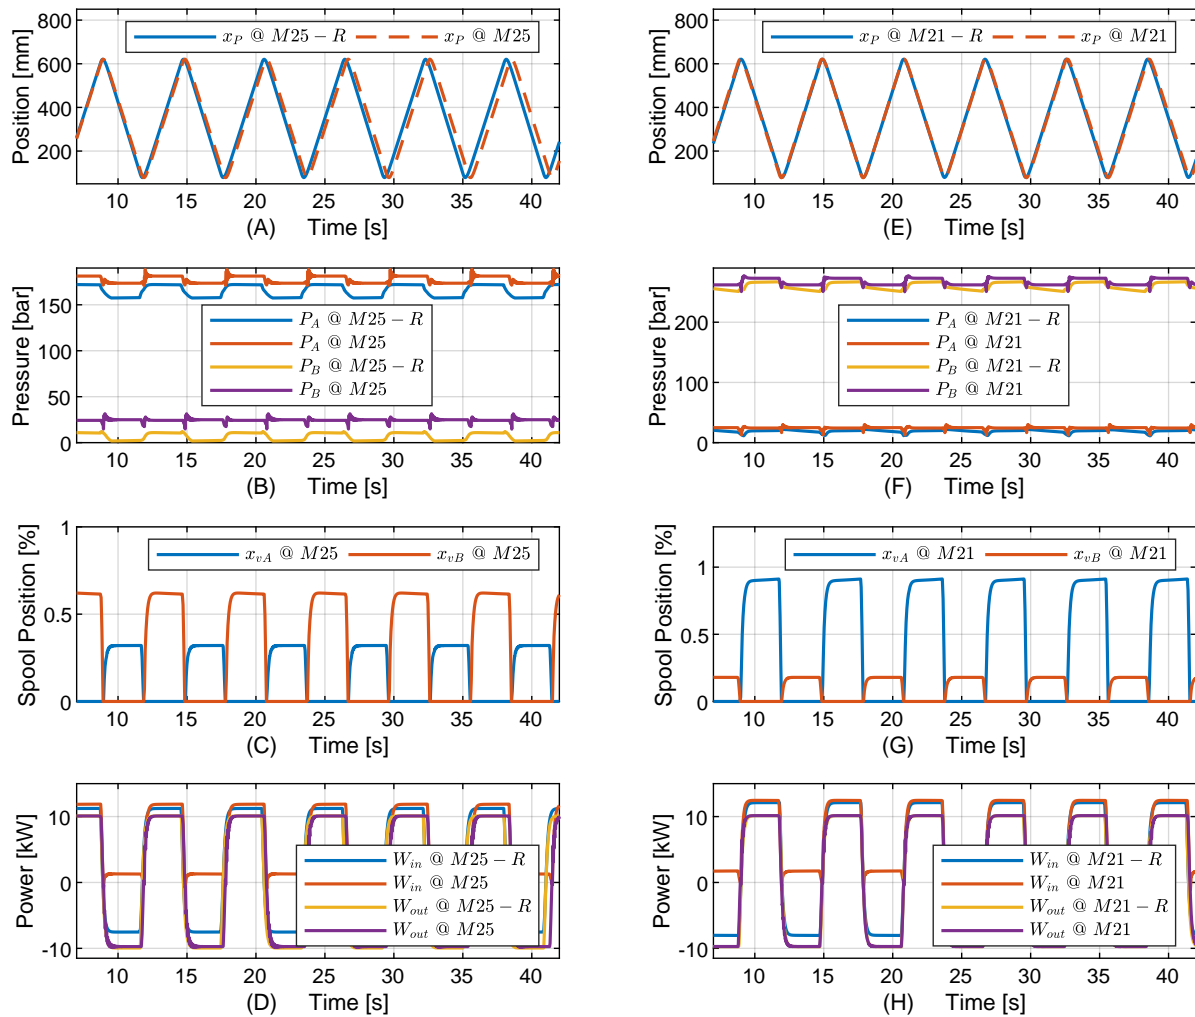 Position [mm]
800
600
400
200
x_P @ M25 − R
x_P @ M25
10 15 20 25 30 35 40
(A) Time [s]
Position [mm]
800
600
400
200
x_P @ M21 − R
x_P @ M21
10 15 20 25 30 35 40
(E) Time [s]
Pressure [bar]
150
100
50
0
P_A @ M25 − R
P_A @ M25
P_B @ M25 − R
P_B @ M25
10 15 20 25 30 35 40
(B) Time [s]
Pressure [bar]
200
100
0
P_A @ M21 − R
P_A @ M21
P_B @ M21 − R
P_B @ M21
10 15 20 25 30 35 40
(F) Time [s]
Spool Position [%]
1
0.5
0
x_vA @ M25
x_vB @ M25
10 15 20 25 30 35 40
(C) Time [s]
Spool Position [%]
1
0.5
0
x_vA @ M21
x_vB @ M21
10 15 20 25 30 35 40
(G) Time [s]
Power [kW]
10
0
-10
W_in @ M25 − R
W_in @ M25
W_out @ M25 − R
W_out @ M25
10 15 20 25 30 35 40
(D) Time [s]
Power [kW]
10
0
-10
W_in @ M21 − R
W_in @ M21
W_out @ M21 − R
W_out @ M21
10 15 20 25 30 35 40
(H) Time [s]